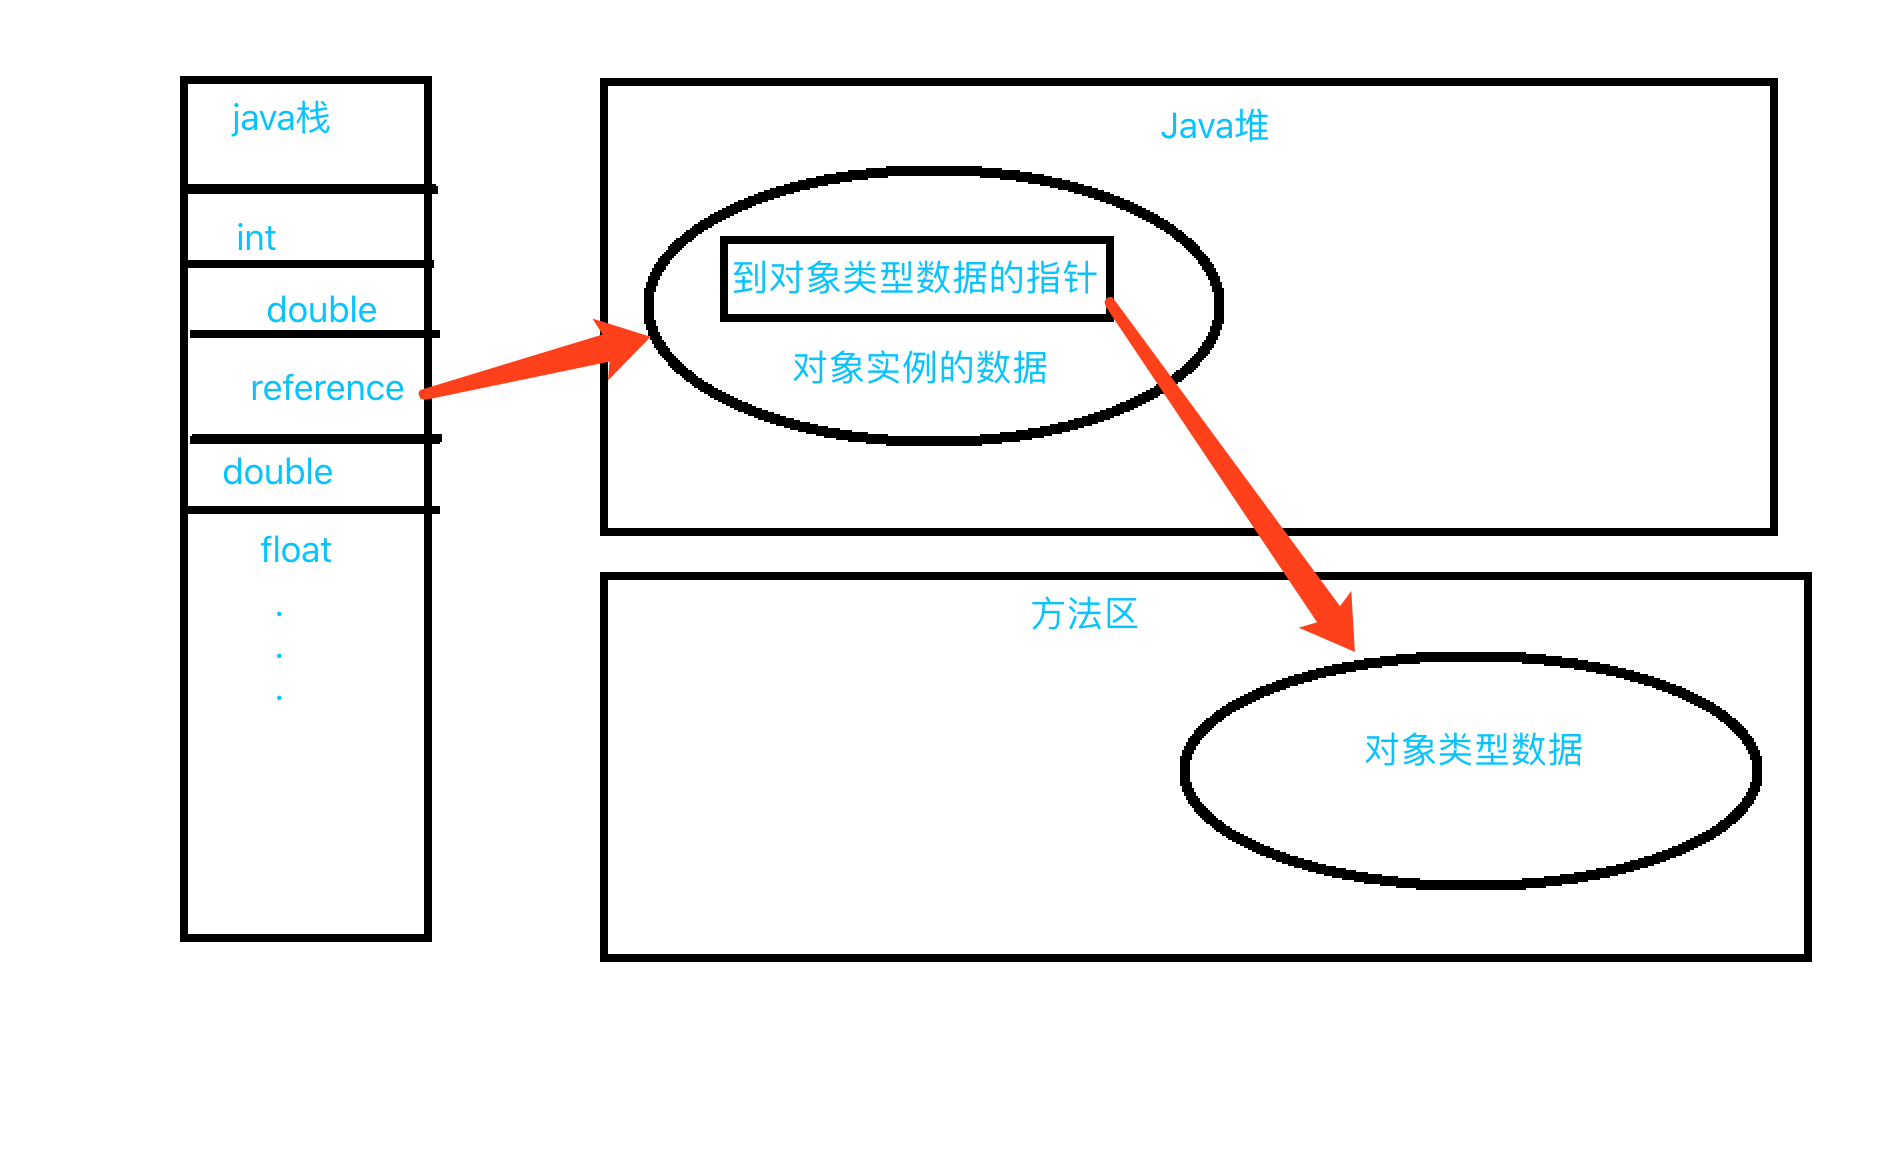 java栈
int
double
reference
double
float
.
.
.
Java堆
到对象类型数据的指针
对象实例的数据
方法区
对象类型数据